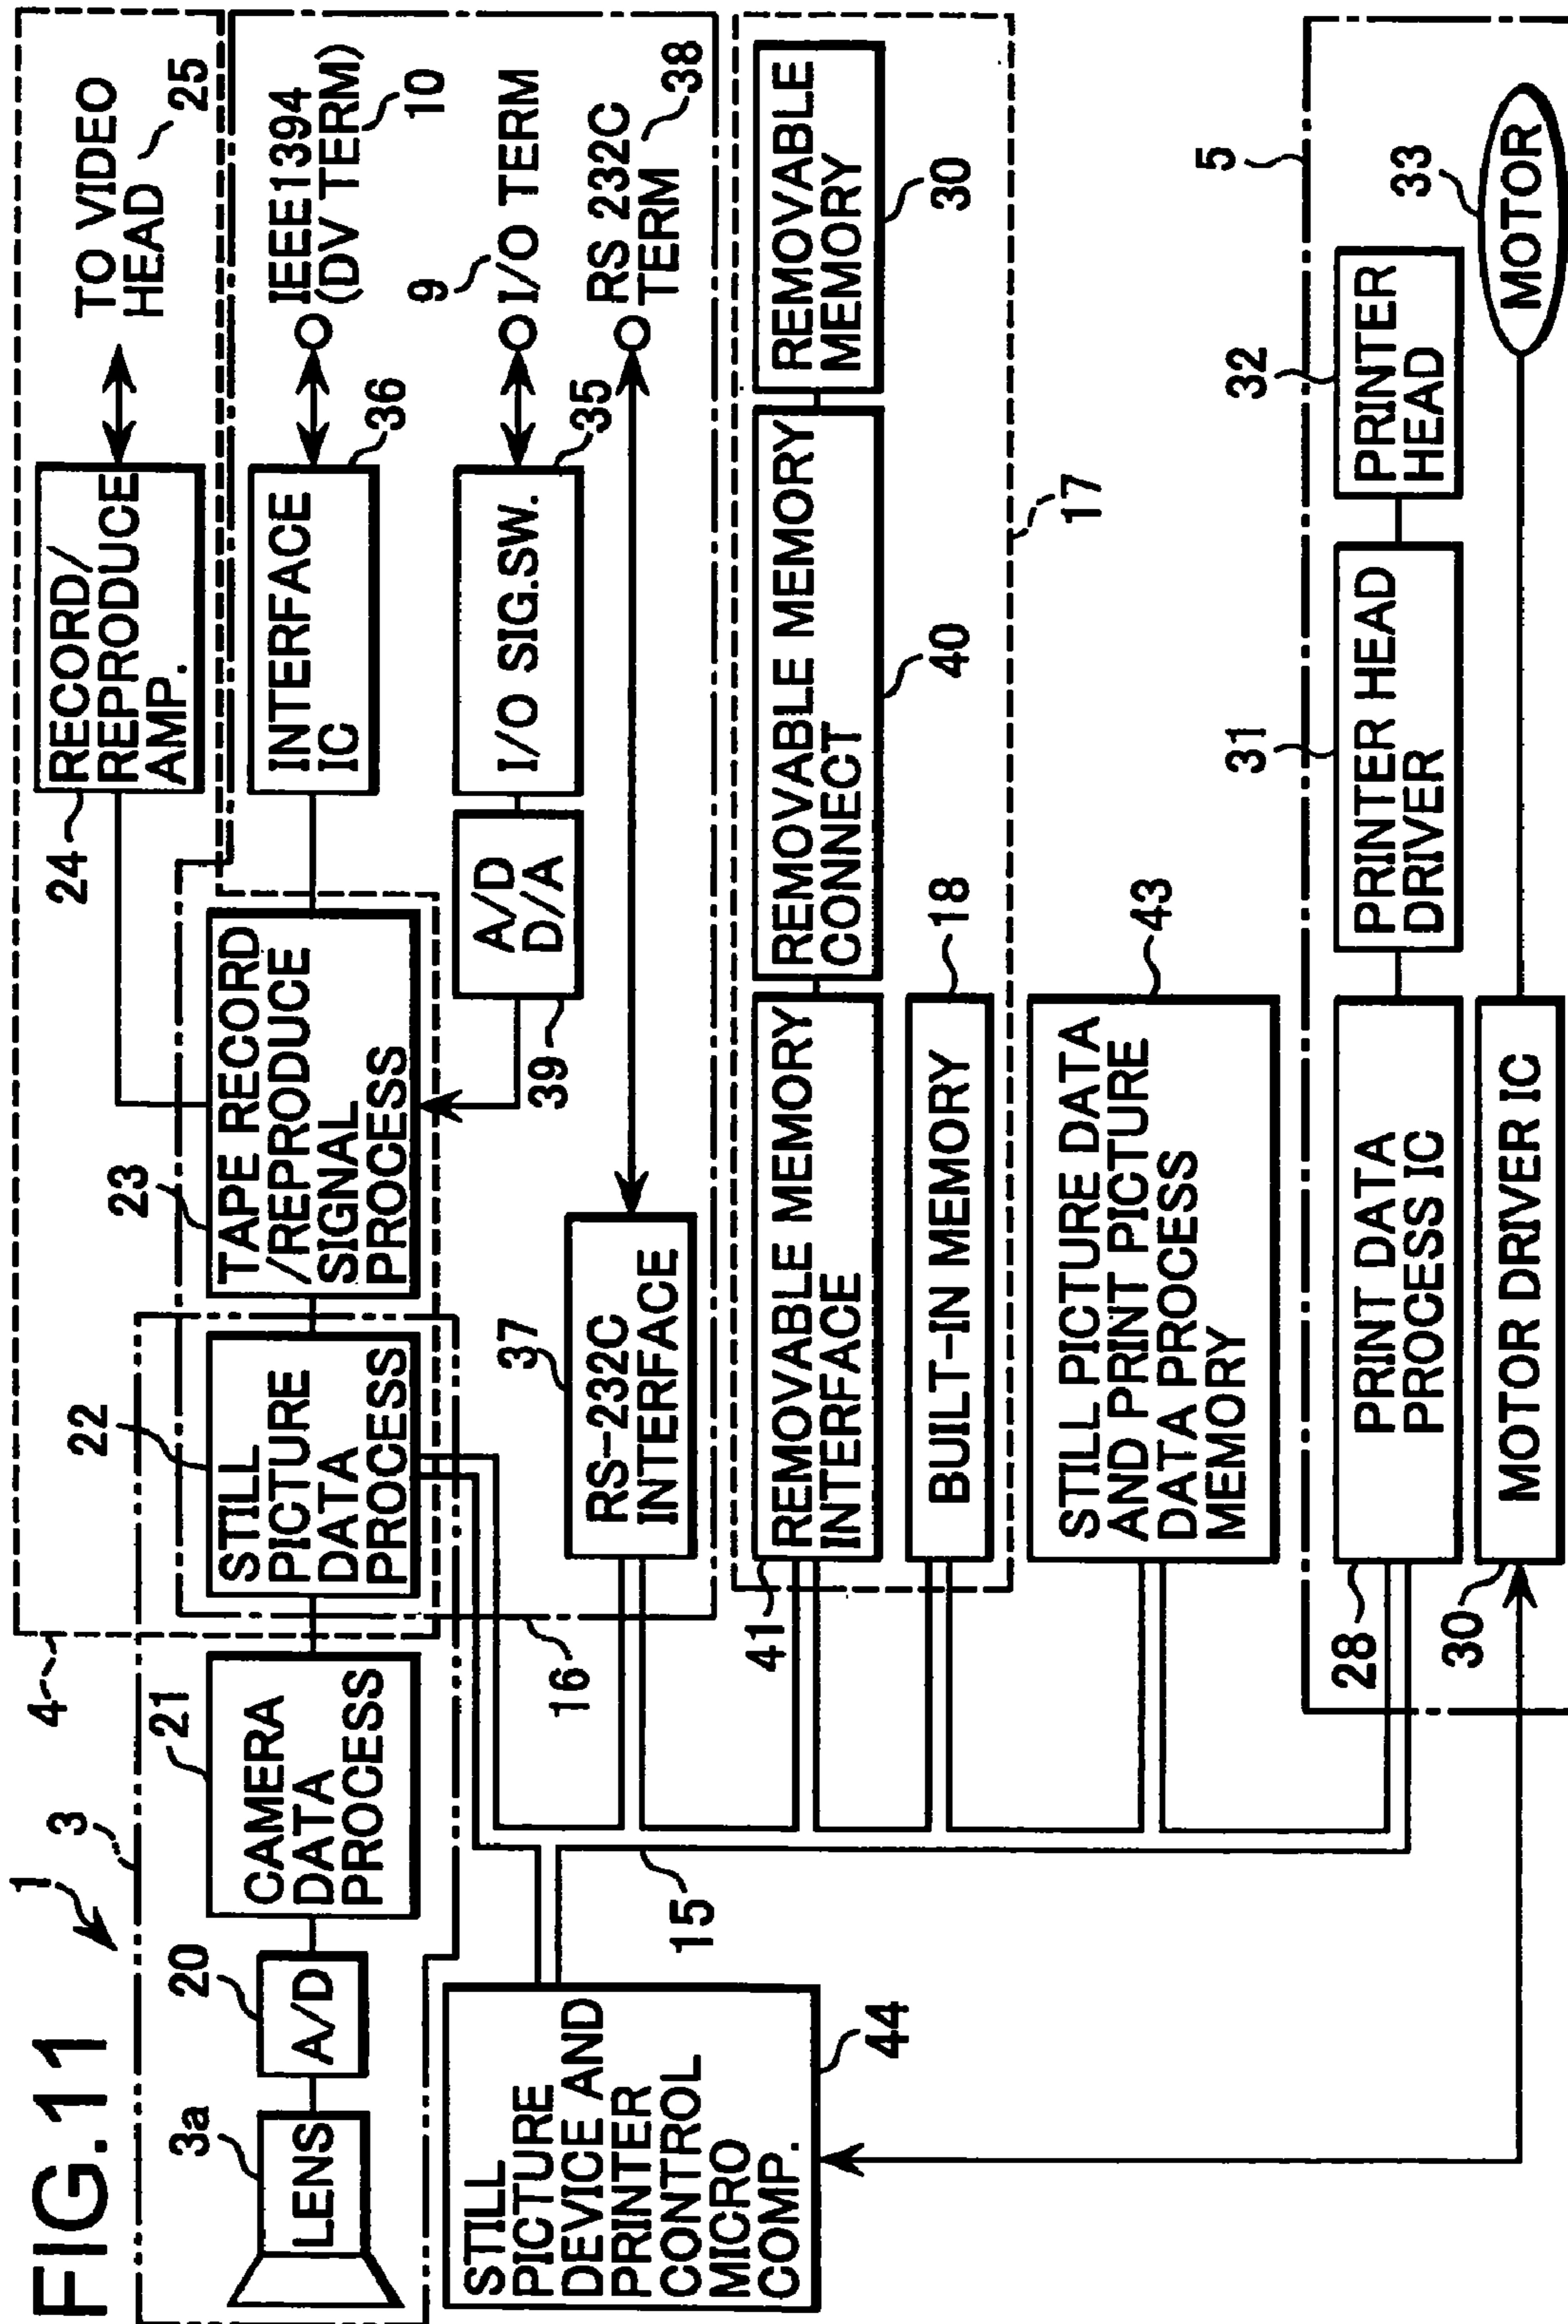 FIG.11
1
3
4
3a
LENS
20
A/D
21
CAMERA
DATA
PROCESS
22
STILL
PICTURE
DATA
PROCESS
23
TAPE RECORD
/REPRODUCE
SIGNAL
PROCESS
24
RECORD/
REPRODUCE
AMP.
TO VIDEO
HEAD
25
INTERFACE
IC
36
IEEE1394
(DV TERM)
10
A/D
D/A
39
I/O SIG.SW.
35
9
I/O TERM
16
37
RS-232C
INTERFACE
RS 232C
TERM
38
STILL
PICTURE
DEVICE AND
PRINTER
CONTROL
MICRO
COMP.
44
15
41
REMOVABLE MEMORY
INTERFACE
REMOVABLE MEMORY
CONNECT
40
REMOVABLE
MEMORY
30
BUILT-IN MEMORY
18
17
STILL PICTURE DATA
AND PRINT PICTURE
DATA PROCESS
MEMORY
43
5
28
PRINT DATA
PROCESS IC
31
PRINTER HEAD
DRIVER
32
PRINTER
HEAD
30
MOTOR DRIVER IC
33
MOTOR